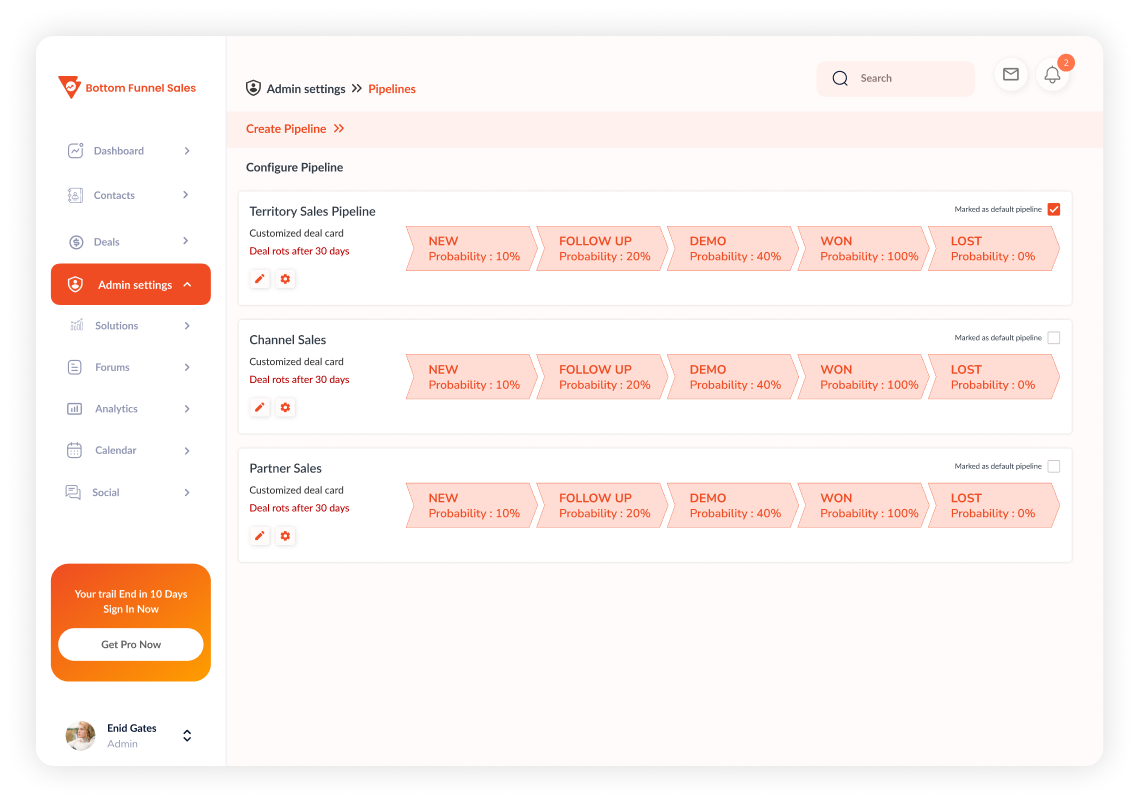 Bottom Funnel Sales
Dashboard
Contacts
Deals
Admin settings
Solutions
Forums
Analytics
Calendar
Social
Your trail End in 10 Days
Sign In Now
Get Pro Now
Enid Gates
Admin
Admin settings >> Pipelines
Search
2
Create Pipeline >>
Configure Pipeline
Territory Sales Pipeline
Marked as default pipeline
Customized deal card
Deal rots after 30 days
NEW
Probability : 10%
FOLLOW UP
Probability : 20%
DEMO
Probability : 40%
WON
Probability : 100%
LOST
Probability : 0%
Channel Sales
Marked as default pipeline
Customized deal card
Deal rots after 30 days
NEW
Probability : 10%
FOLLOW UP
Probability : 20%
DEMO
Probability : 40%
WON
Probability : 100%
LOST
Probability : 0%
Partner Sales
Marked as default pipeline
Customized deal card
Deal rots after 30 days
NEW
Probability : 10%
FOLLOW UP
Probability : 20%
DEMO
Probability : 40%
WON
Probability : 100%
LOST
Probability : 0%